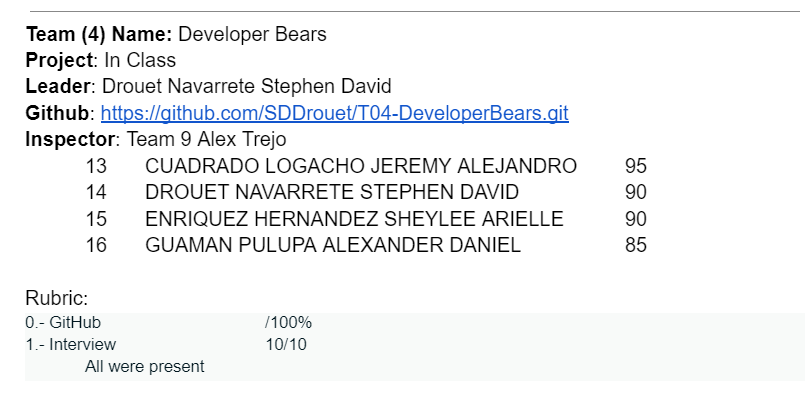 Team (4) Name: Developer Bears
Project: In Class
Leader: Drouet Navarrete Stephen David
Github: https://github.com/SDDrouet/T04-DeveloperBears.git
Inspector: Team 9 Alex Trejo
13 CUADRADO LOGACHO JEREMY ALEJANDRO 95
14 DROUET NAVARRETE STEPHEN DAVID 90
15 ENRIQUEZ HERNANDEZ SHEYLEE ARIELLE 90
16 GUAMAN PULUPA ALEXANDER DANIEL 85
Rubric:
0.- GitHub /100%
1.- Interview 10/10
All were present